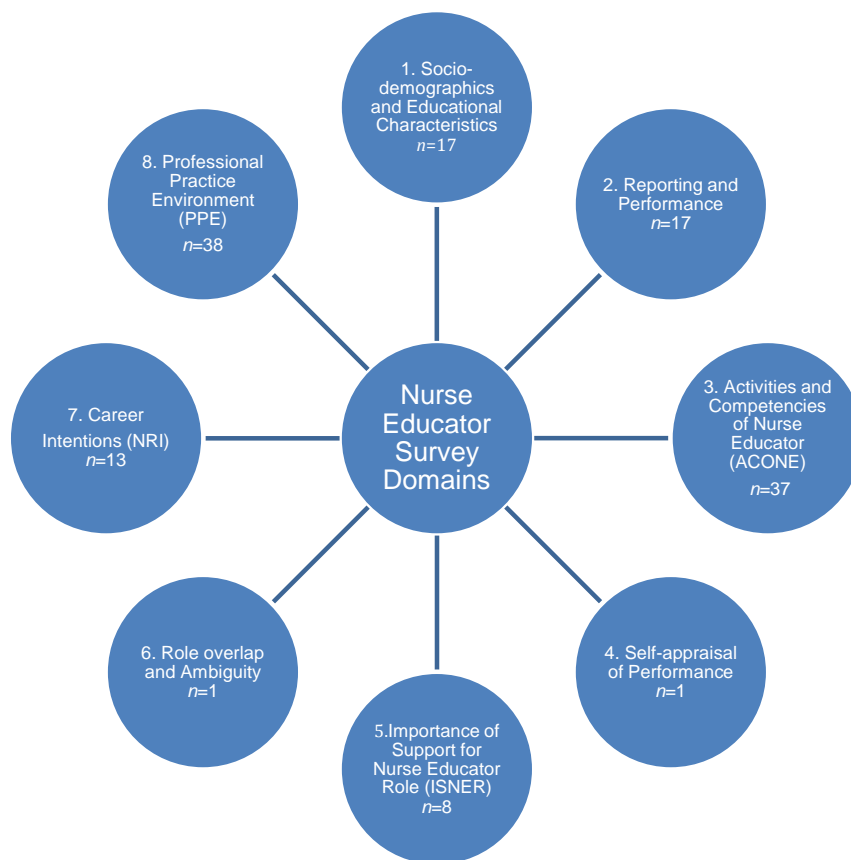 Nurse
Educator
Survey
Domains
1. Socio-
demographics
and Educational
Characteristics
n=17
2. Reporting and
Performance
n=17
3. Activities and
Competencies
of Nurse
Educator
(ACONE)
n=37
4. Self-appraisal
of Performance
n=1
5.Importance of
Support for
Nurse Educator
Role (ISNER)
n=8
6. Role overlap
and Ambiguity
n=1
7. Career
Intentions (NRI)
n=13
8. Professional
Practice
Environment
(PPE)
n=38